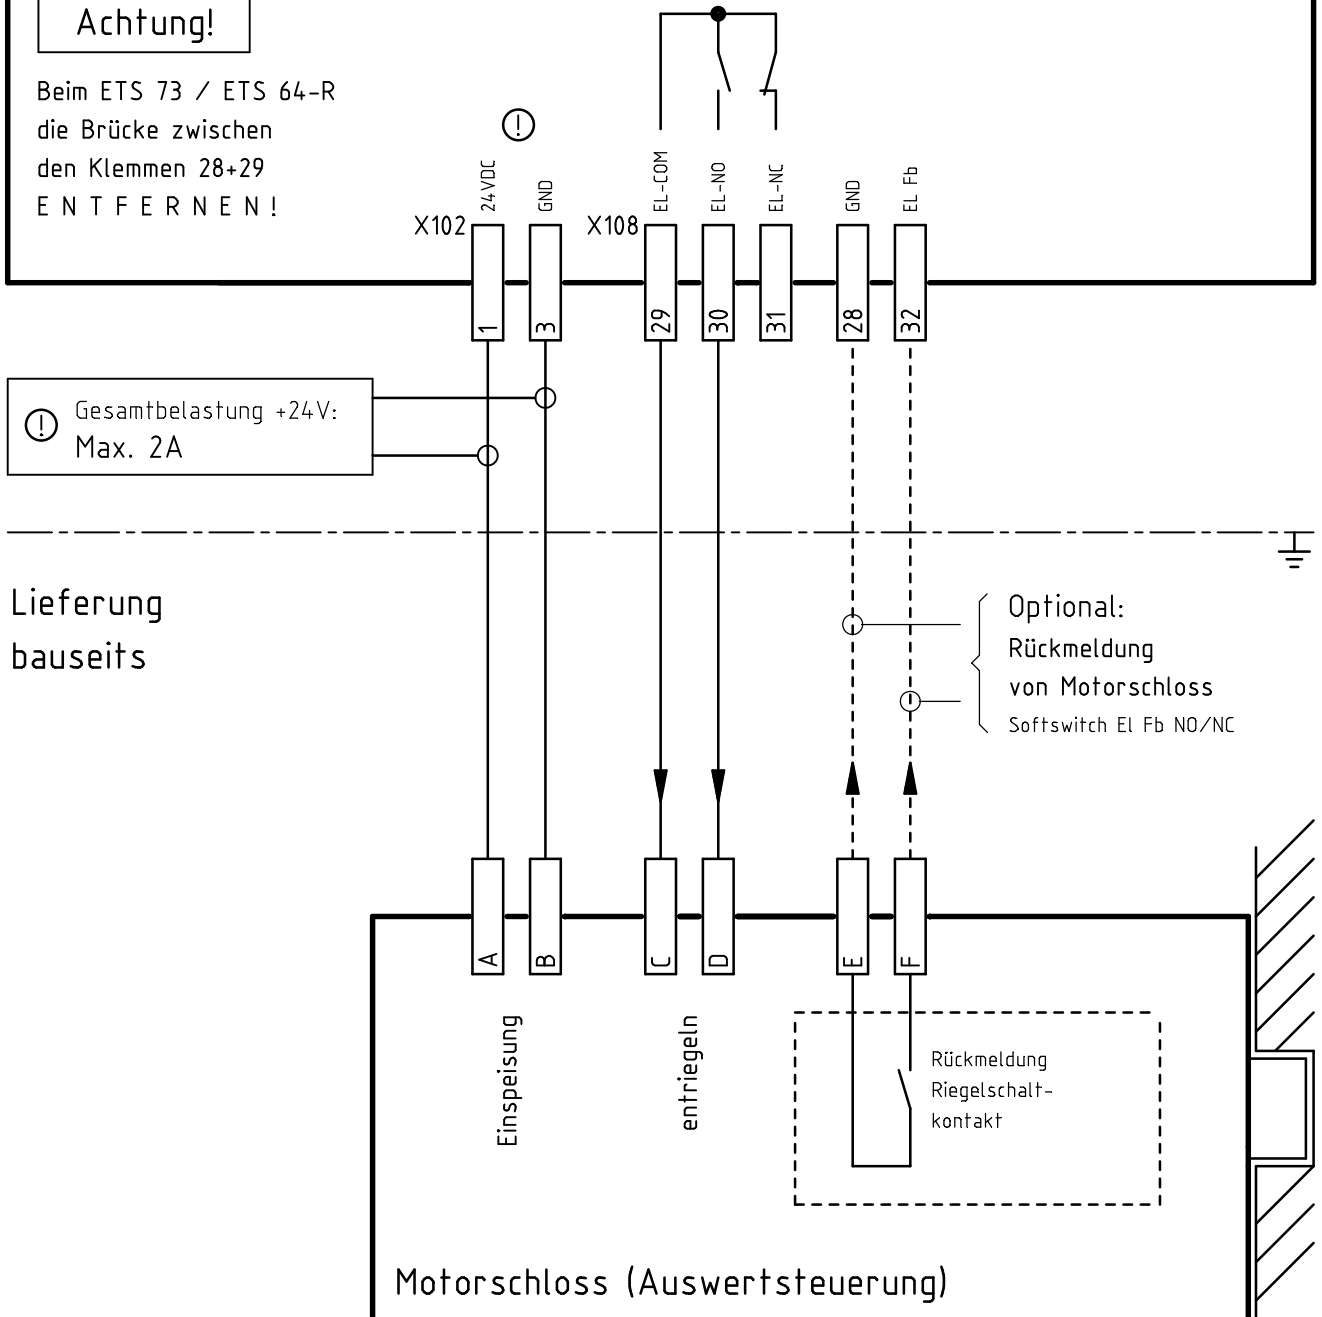 Achtung!
Beim ETS 73 / ETS 64-R
die Brücke zwischen
den Klemmen 28+29
ENTFERNEN!
!
X102
24VDC
GND
X108
EL-COM
EL-NO
EL-NC
GND
EL Fb
1
3
29
30
31
28
32
! Gesamtbelastung +24V:
Max. 2A
Lieferung
bauseits
Optional:
Rückmeldung
von Motorschloss
Softswitch El Fb NO/NC
A
B
C
D
E
F
Einspeisung
entriegeln
Rückmeldung
Riegelschalt-
kontakt
Motorschloss (Auswertsteuerung)